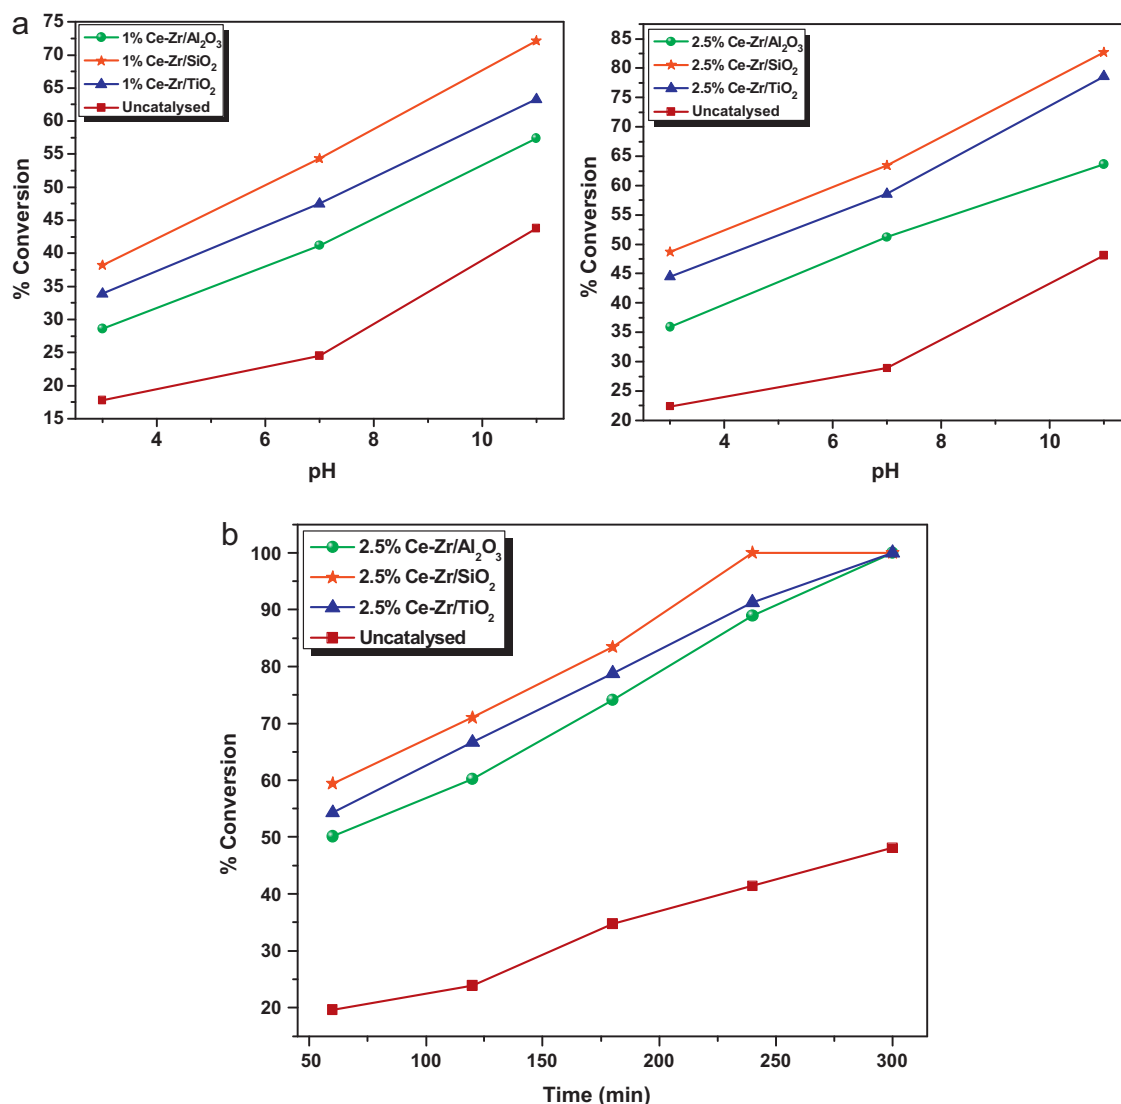 a
75
70
65
60
55
50
45
40
35
30
25
20
15
4
6
8
10
% Conversion
pH
1% Ce-Zr/Al₂O₃
1% Ce-Zr/SiO₂
1% Ce-Zr/TiO₂
Uncatalysed
85
80
75
70
65
60
55
50
45
40
35
30
25
20
4
6
8
10
% Conversion
pH
2.5% Ce-Zr/Al₂O₃
2.5% Ce-Zr/SiO₂
2.5% Ce-Zr/TiO₂
Uncatalysed
b
100
90
80
70
60
50
40
30
20
50
100
150
200
250
300
% Conversion
Time (min)
2.5% Ce-Zr/Al₂O₃
2.5% Ce-Zr/SiO₂
2.5% Ce-Zr/TiO₂
Uncatalysed